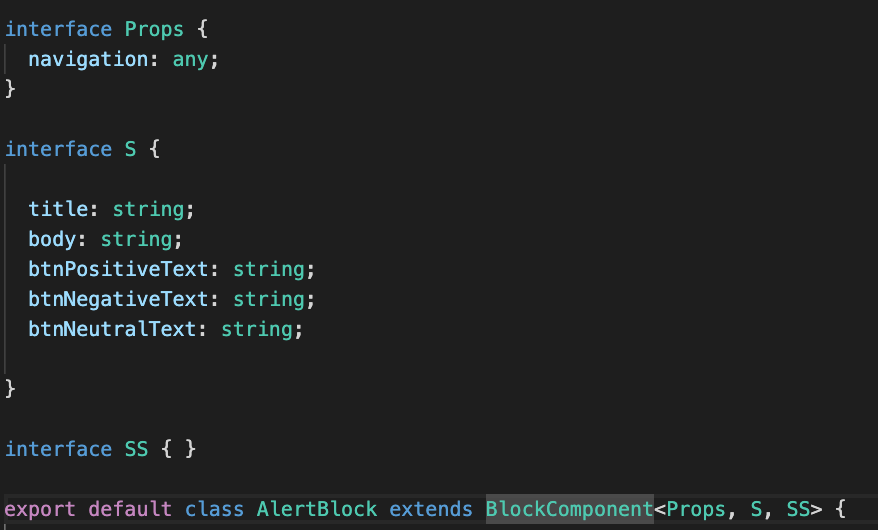 interface Props {
  navigation: any;
}
interface S {
  title: string;
  body: string;
  btnPositiveText: string;
  btnNegativeText: string;
  btnNeutralText: string;
}
interface SS { }
export default class AlertBlock extends BlockComponent<Props, S, SS> {